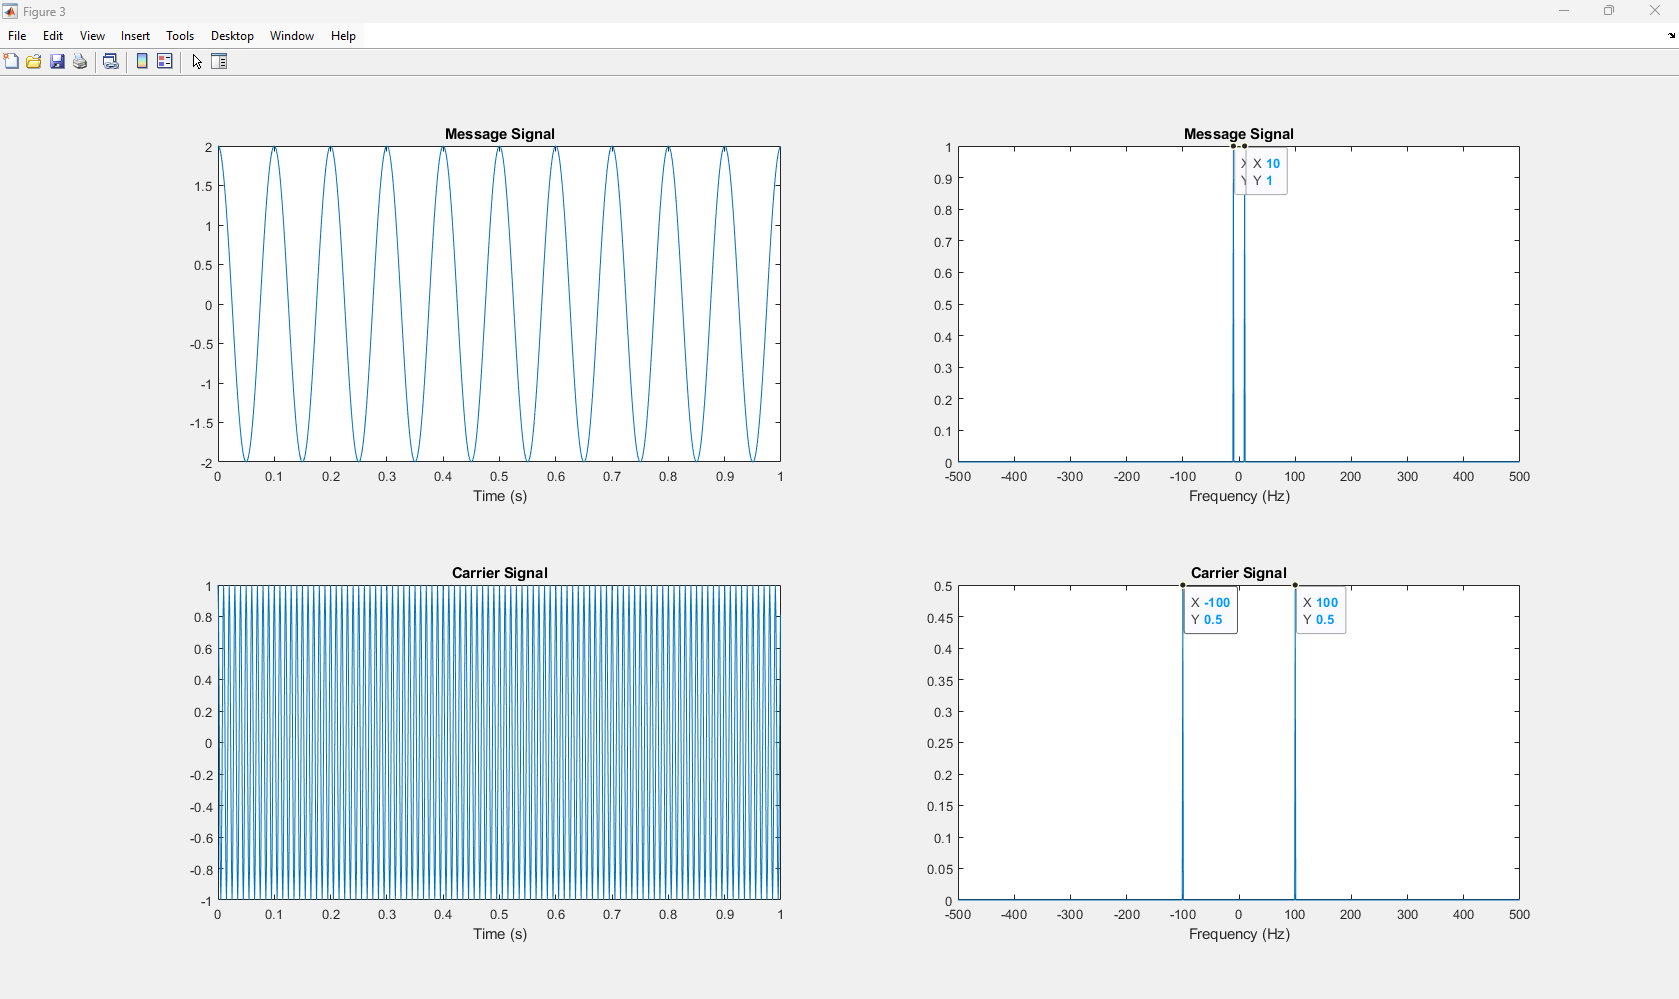 Figure 3
File Edit View Insert Tools Desktop Window Help
Message Signal
2
1.5
1
0.5
0
-0.5
-1
-1.5
-2
0 0.1 0.2 0.3 0.4 0.5 0.6 0.7 0.8 0.9 1
Time (s)
Message Signal
1
0.9
0.8
0.7
0.6
0.5
0.4
0.3
0.2
0.1
0
X X 10
Y Y 1
-500 -400 -300 -200 -100 0 100 200 300 400 500
Frequency (Hz)
Carrier Signal
1
0.8
0.6
0.4
0.2
0
-0.2
-0.4
-0.6
-0.8
-1
0 0.1 0.2 0.3 0.4 0.5 0.6 0.7 0.8 0.9 1
Time (s)
Carrier Signal
0.5
0.45
0.4
0.35
0.3
0.25
0.2
0.15
0.1
0.05
0
X -100
Y 0.5
X 100
Y 0.5
-500 -400 -300 -200 -100 0 100 200 300 400 500
Frequency (Hz)